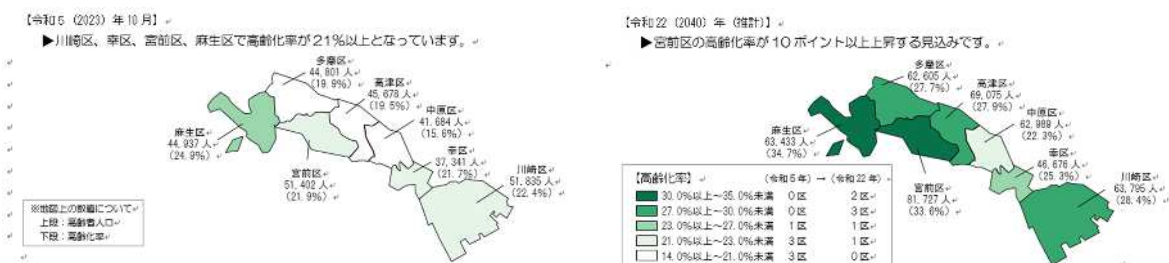 【令和5（2023）年10月】
▶川崎区、幸区、宮前区、麻生区で高齢化率が21%以上となっています。
多摩区
44,801人
(19.9%)
高津区
45,678人
(19.5%)
中原区
41,684人
(15.6%)
麻生区
44,937人
(24.9%)
幸区
37,341人
(21.7%)
宮前区
51,402人
(21.9%)
川崎区
51,835人
(22.4%)
※地図上の数値について
上段：高齢者人口
下段：高齢化率
【令和22（2040）年（推計）】
▶宮前区の高齢化率が10ポイント以上上昇する見込みです。
多摩区
62,605人
(27.7%)
高津区
69,075人
(27.9%)
中原区
62,989人
(22.3%)
麻生区
63,433人
(34.7%)
幸区
46,676人
(25.3%)
川崎区
63,795人
(28.4%)
宮前区
81,727人
(33.6%)
【高齢化率】 （令和5年）→（令和22年）
30.0%以上～35.0%未満 0区 2区
27.0%以上～30.0%未満 0区 3区
23.0%以上～27.0%未満 1区 1区
21.0%以上～23.0%未満 3区 1区
14.0%以上～21.0%未満 3区 0区